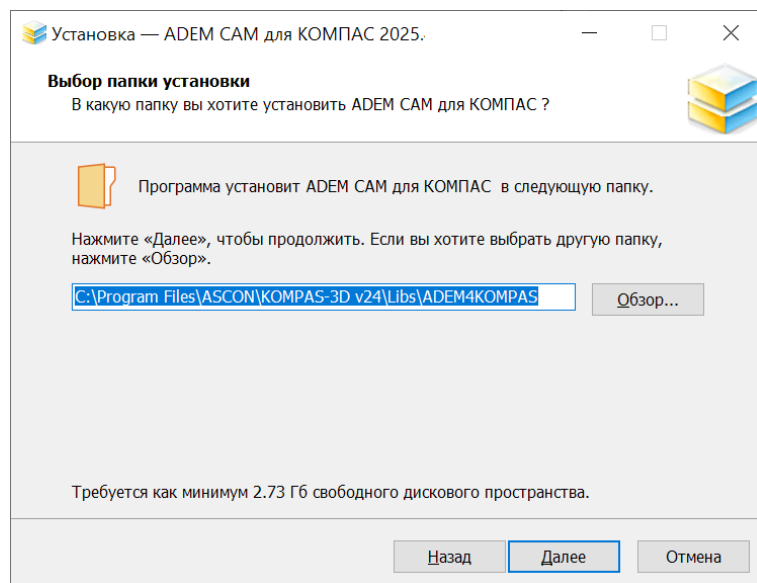 Установка — ADEM CAM для КОМПАС 2025.
Выбор папки установки
В какую папку вы хотите установить ADEM CAM для КОМПАС ?
Программа установит ADEM CAM для КОМПАС в следующую папку.
Нажмите «Далее», чтобы продолжить. Если вы хотите выбрать другую папку,
нажмите «Обзор».
C:\Program Files\ASCON\KOMPAS-3D v24\Libs\ADEM4KOMPAS
Обзор...
Требуется как минимум 2.73 Гб свободного дискового пространства.
Назад Далее Отмена